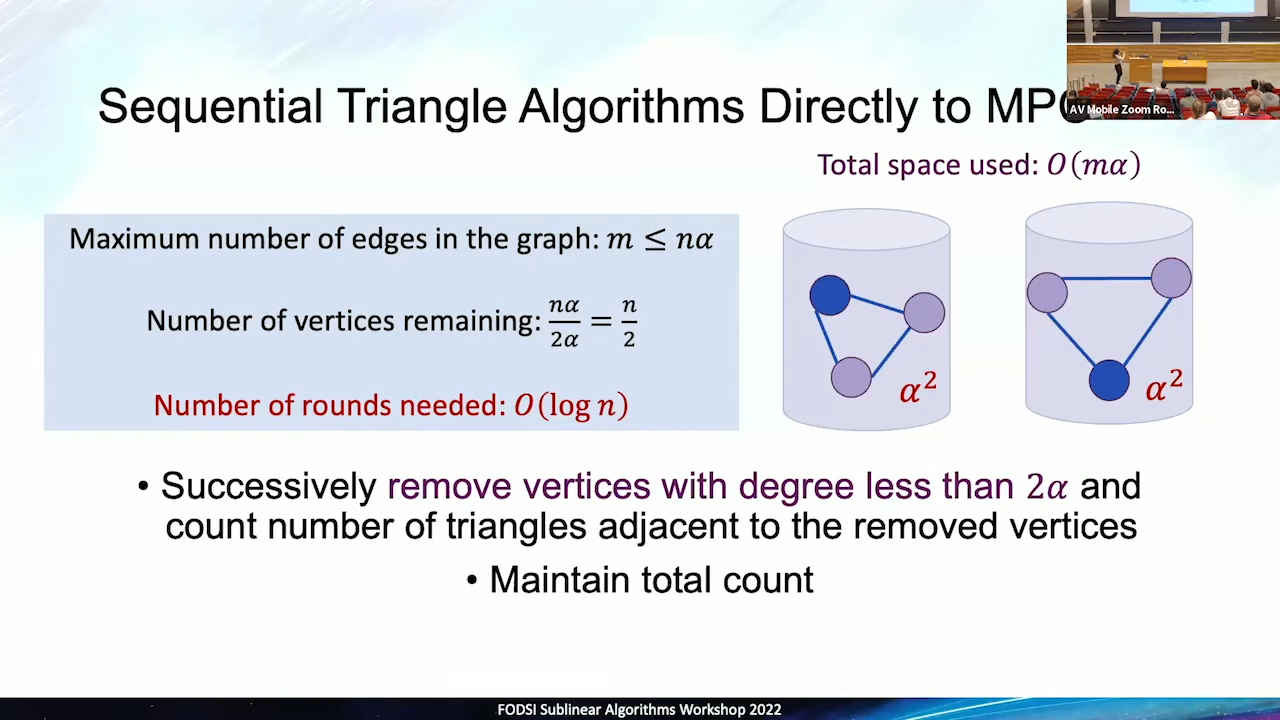 Sequential Triangle Algorithms Directly to MPC
AV Mobile Zoom Ro...
Total space used: O(mα)
Maximum number of edges in the graph: m ≤ nα
Number of vertices remaining: nα/2α = n/2
Number of rounds needed: O(log n)
α²
α²
• Successively remove vertices with degree less than 2α and
count number of triangles adjacent to the removed vertices
• Maintain total count
FODSI Sublinear Algorithms Workshop 2022